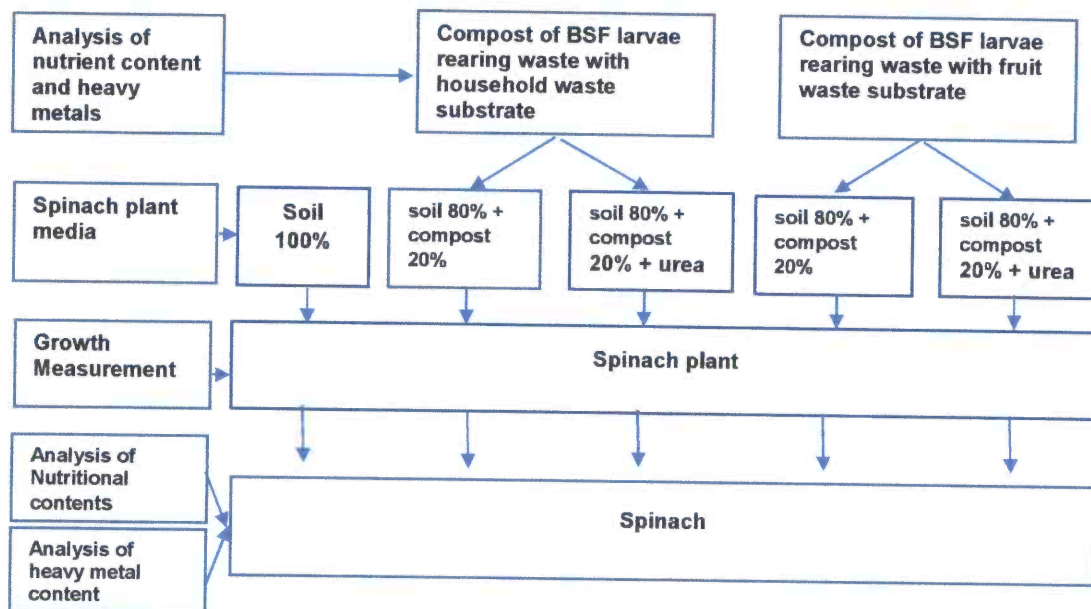 Analysis of
nutrient content
and heavy
metals
Compost of BSF larvae
rearing waste with
household waste
substrate
Compost of BSF larvae
rearing waste with fruit
waste substrate
Spinach plant
media
Soil
100%
soil 80% +
compost
20%
soil 80% +
compost
20% + urea
soil 80% +
compost
20%
soil 80% +
compost
20% + urea
Growth
Measurement
Spinach plant
Analysis of
Nutritional
contents
Analysis of
heavy metal
content
Spinach